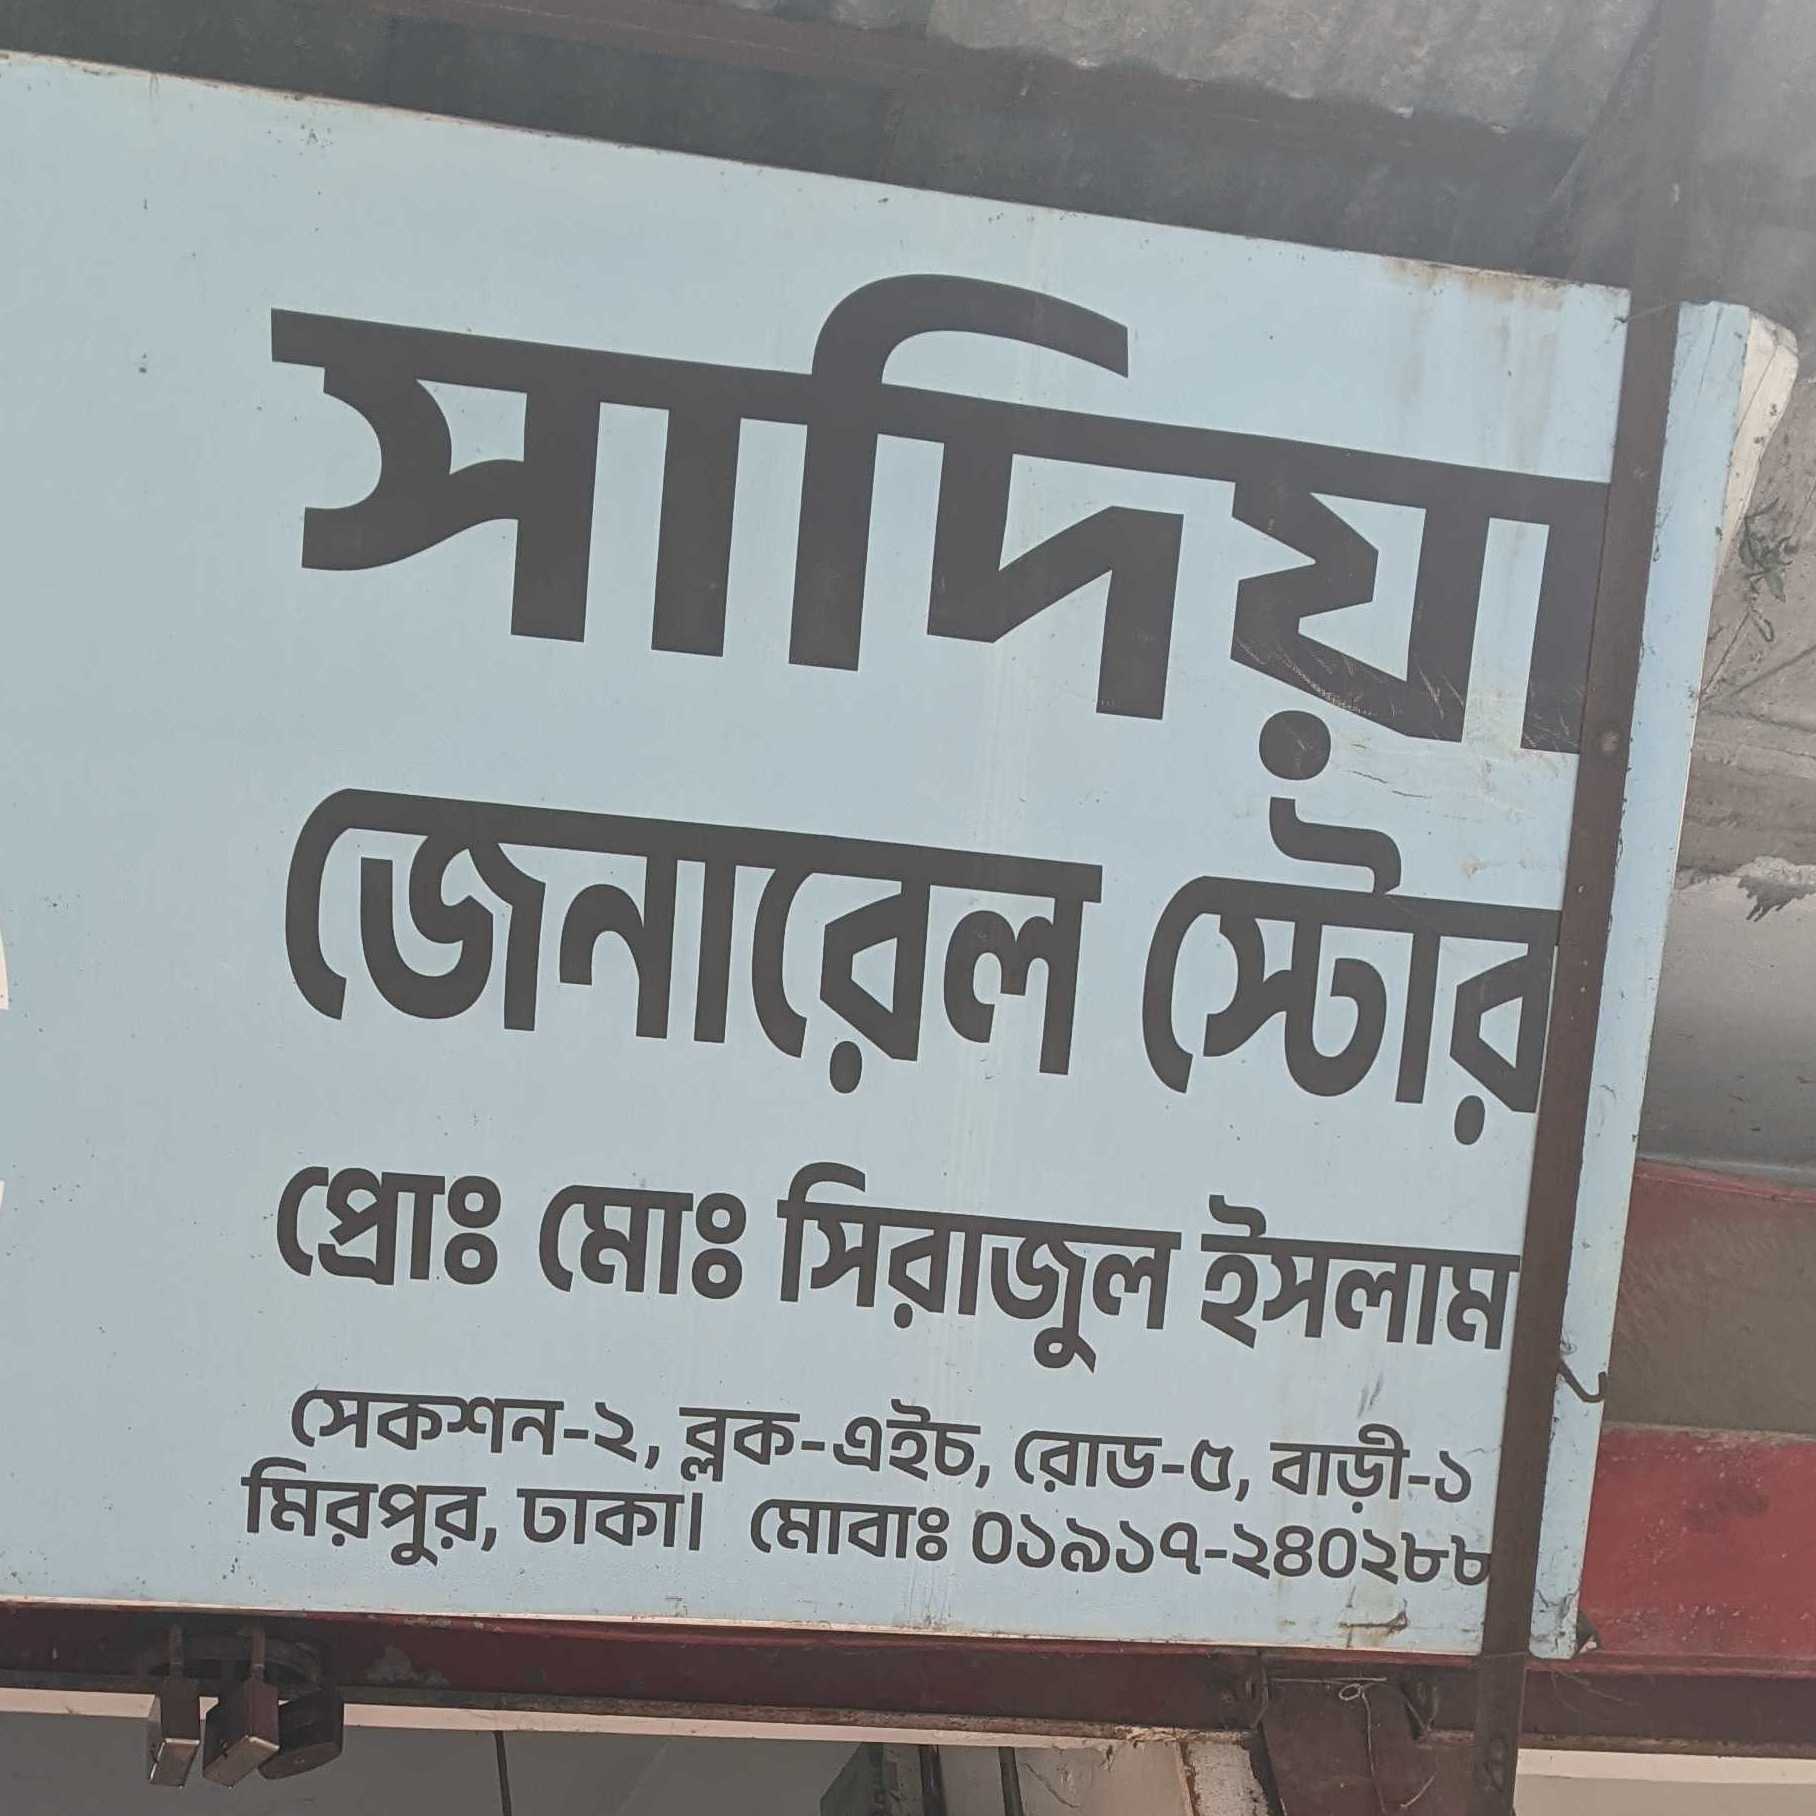 সাদিয়া
জেনারেল স্টোর
প্রোঃ মোঃ সিরাজুল ইসলাম
সেকশন-২, ব্লক-এইচ, রোড-৫, বাড়ী-১
মিরপুর, ঢাকা। মোবাঃ ০১৯১৭-২৪০২৮৮